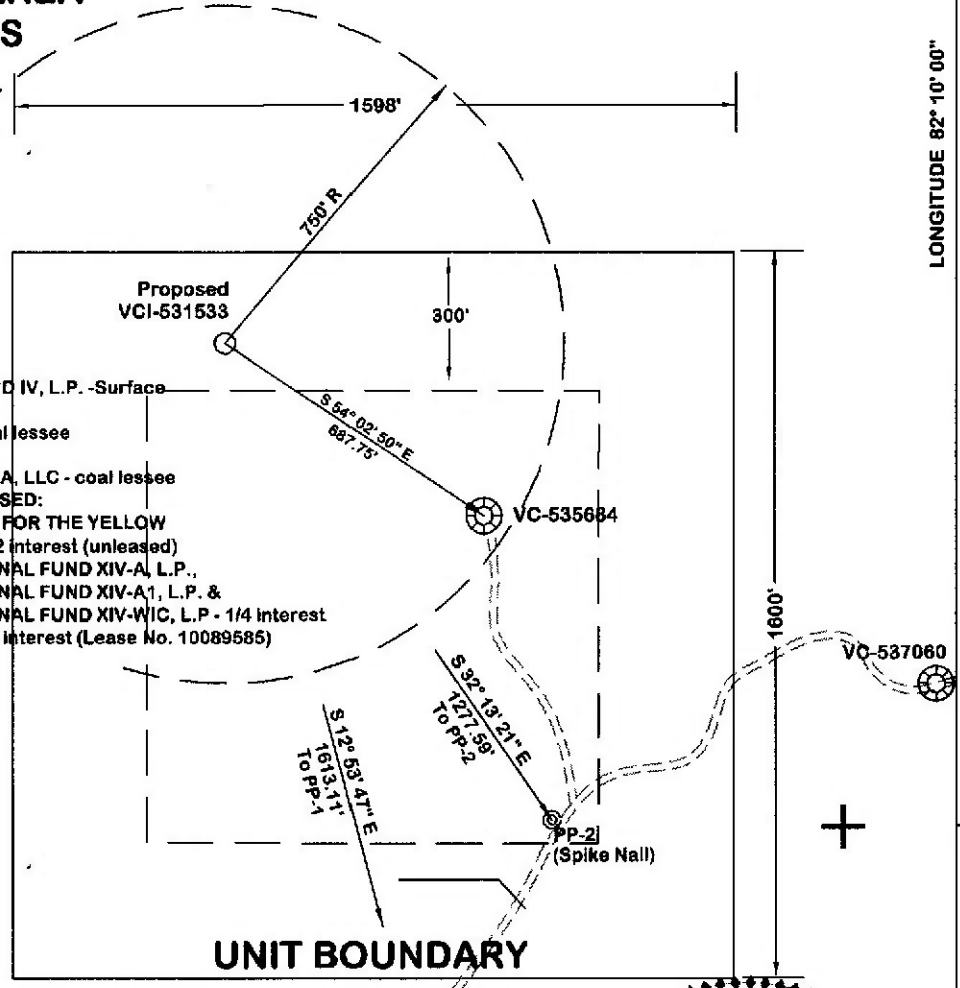 S
1598'
LONGITUDE 82° 10' 00"
750' R
Proposed
VCI-531533
300'
D IV, L.P. -Surface
al lessee
A, LLC - coal lessee
SED:
FOR THE YELLOW
2 interest (unleased)
NAL FUND XIV-A, L.P.,
NAL FUND XIV-A1, L.P. &
NAL FUND XIV-WIC, L.P - 1/4 interest
interest (Lease No. 10089585)
S 54° 02' 50" E
687.75'
VC-535684
1600'
VC-537060
S 32° 13' 21" E
1277.59'
To PP-2
S 12° 53' 47" E
1613.11'
To PP-1
PP-2
(Spike Nail)
UNIT BOUNDARY